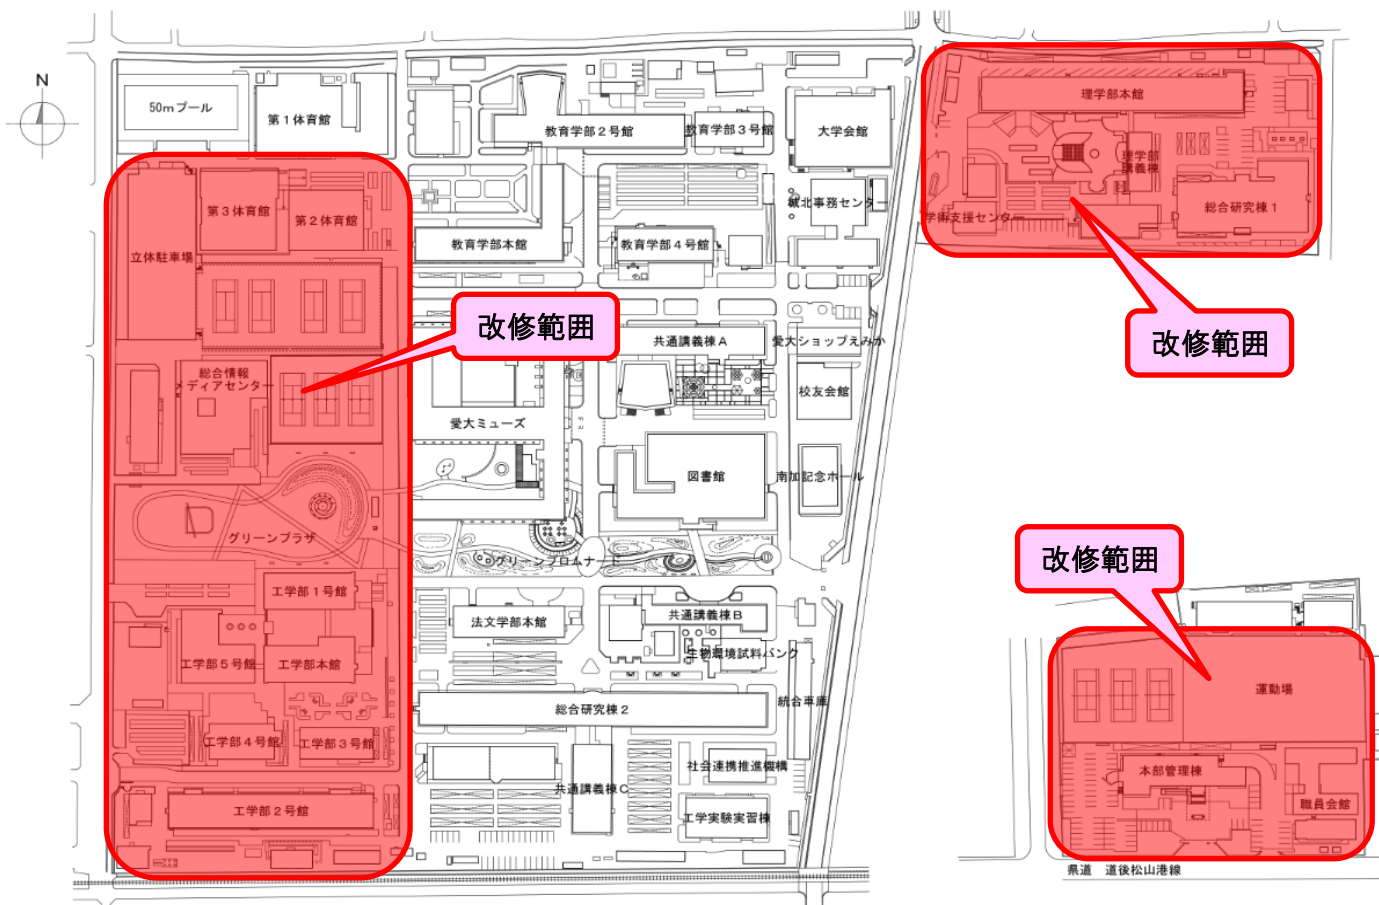 N
50mプール
第1体育館
教育学部2号館
教育学部3号館
大学会館
理学部本館
理学部
講義棟
総合研究棟1
学術支援センター
第3体育館
第2体育館
立体駐車場
教育学部本館
教育学部4号館
城北事務センター
改修範囲
改修範囲
共通講義棟A
愛大ショップえみか
総合情報
メディアセンター
校友会館
愛大ミューズ
図書館
南加記念ホール
グリーンプラザ
グリーンプロムナード
改修範囲
工学部1号館
法文学部本館
共通講義棟B
生物環境試料バンク
工学部5号館
工学部本館
総合研究棟2
統合車庫
運動場
工学部4号館
工学部3号館
社会連携推進機構
本部管理棟
共通講義棟C
工学部2号館
工学実験実習棟
職員会館
県道 道後松山港線